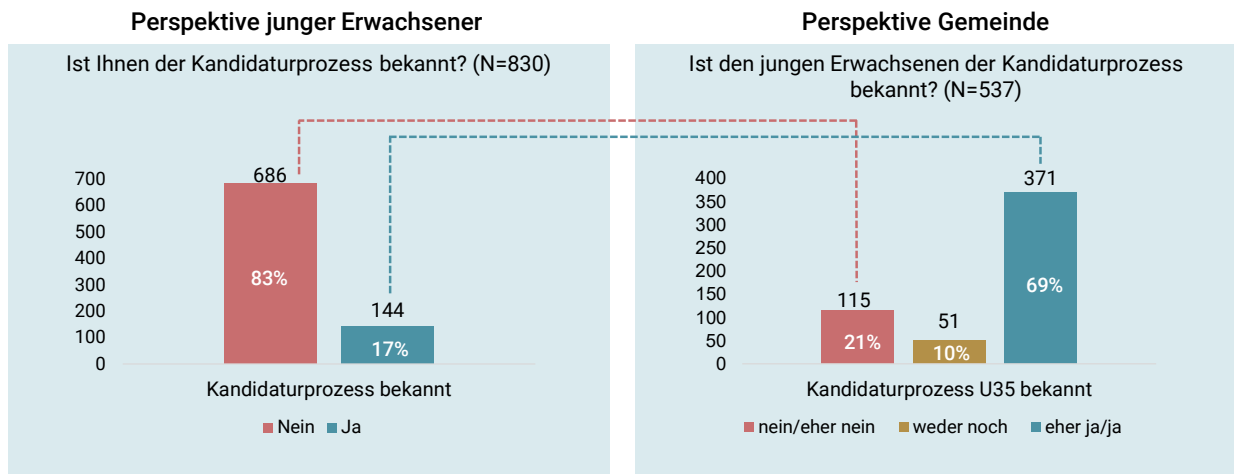 Perspektive junger Erwachsener
Ist Ihnen der Kandidaturprozess bekannt? (N=830)
700
600
500
400
300
200
100
0
686
83%
144
17%
Kandidaturprozess bekannt
Nein
Ja
Perspektive Gemeinde
Ist den jungen Erwachsenen der Kandidaturprozess
bekannt? (N=537)
400
350
300
250
200
150
100
50
0
115
21%
51
10%
371
69%
Kandidaturprozess U35 bekannt
nein/eher nein
weder noch
eher ja/ja